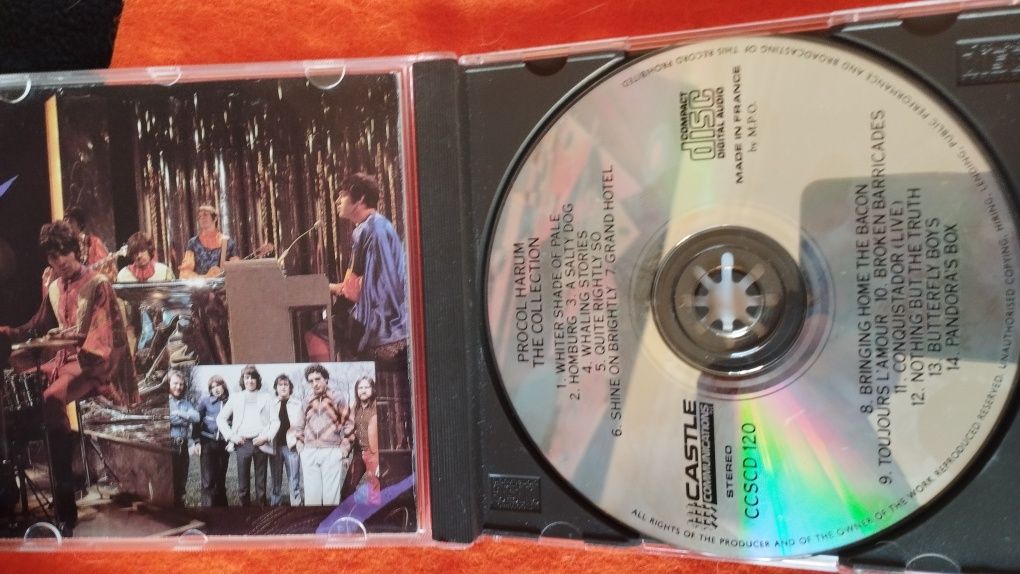 PROCOL HARUM
THE COLLECTION
1. WHITER SHADE OF PALE
2. HOMBURG 3. A SALTY DOG
4. WHALING STORIES
5. QUITE RIGHTLY SO
6. SHINE ON BRIGHTLY 7. GRAND HOTEL
CASTLE
COMMUNICATIONS
STEREO
CCSCD 120
COMPACT
disc
DIGITAL AUDIO
MADE IN FRANCE
by M.P.O.
8. BRINGING HOME THE BACON
9. TOUJOURS L'AMOUR 10. BROKEN BARRICADES
11. CONQUISTADOR (LIVE)
12. NOTHING BUT THE TRUTH
13. BUTTERFLY BOYS
14. PANDORA'S BOX
ALL RIGHTS OF THE PRODUCER AND OF THE OWNER OF THE WORK REPRODUCED RESERVED. UNAUTHORISED COPYING, HIRING, LENDING, PUBLIC PERFORMANCE AND BROADCASTING OF THIS RECORD PROHIBITED